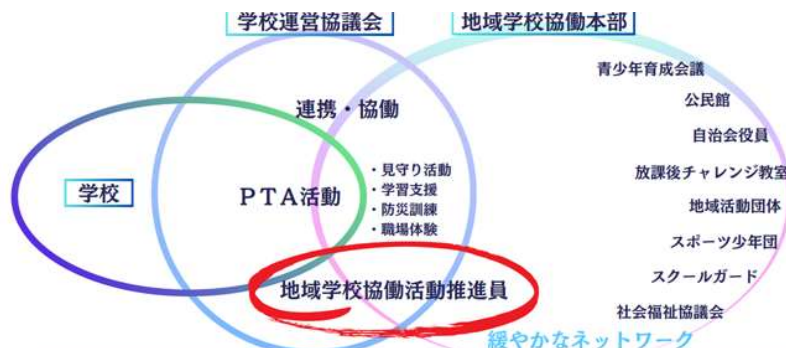 学校運営協議会
地域学校協働本部
青少年育成会議
公民館
連携・協働
自治会役員
・見守り活動
・学習支援
・防災訓練
・職場体験
放課後チャレンジ教室
学校
PTA活動
地域活動団体
スポーツ少年団
スクールガード
地域学校協働活動推進員
社会福祉協議会
緩やかなネットワーク